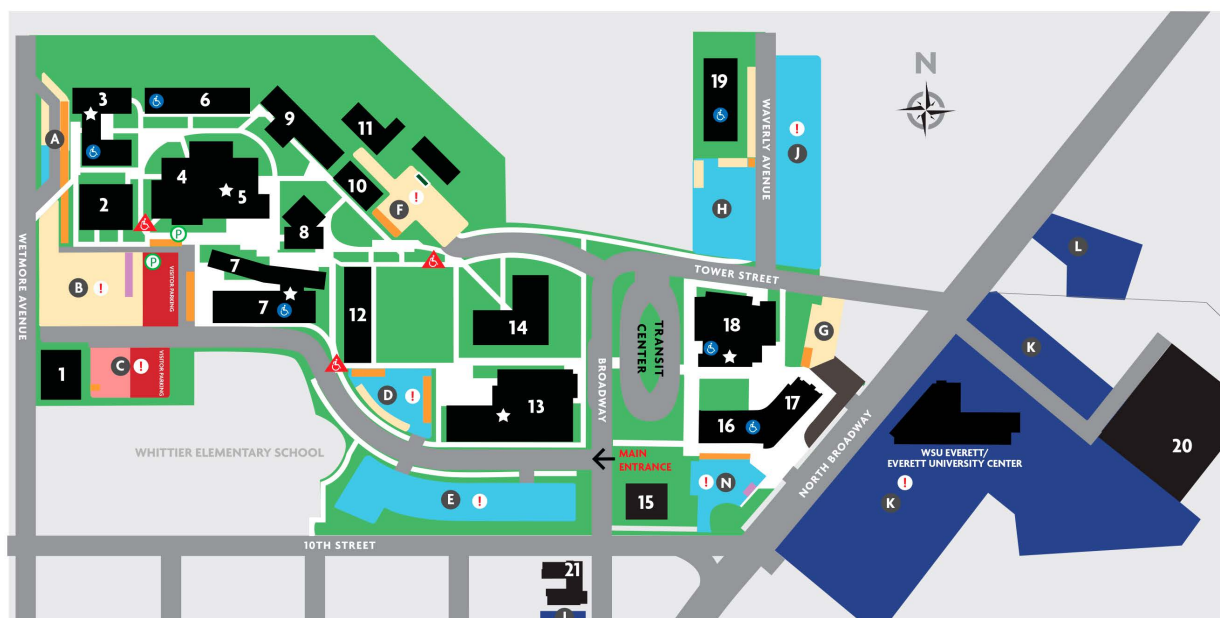 N
3
6
9
11
19
WAVERLY AVENUE
A
J
4
5
10
2
F
H
8
L
P
WETMORE AVENUE
P
7
TOWER STREET
B
VISITOR PARKING
7
12
14
TRANSIT
CENTER
18
G
K
1
C
VISITOR PARKING
BROADWAY
D
13
17
16
NORTH BROADWAY
WHITTIER ELEMENTARY SCHOOL
MAIN
ENTRANCE
WSU EVERETT/
EVERETT UNIVERSITY CENTER
20
N
E
15
K
10TH STREET
21